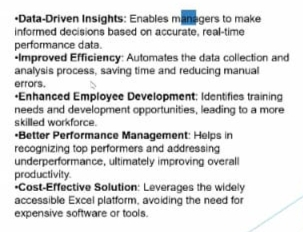 •Data-Driven Insights: Enables managers to make
informed decisions based on accurate, real-time
performance data.
•Improved Efficiency: Automates the data collection and
analysis process, saving time and reducing manual
errors.
•Enhanced Employee Development: Identifies training
needs and development opportunities, leading to a more
skilled workforce.
•Better Performance Management: Helps in
recognizing top performers and addressing
underperformance, ultimately improving overall
productivity.
•Cost-Effective Solution: Leverages the widely
accessible Excel platform, avoiding the need for
expensive software or tools.